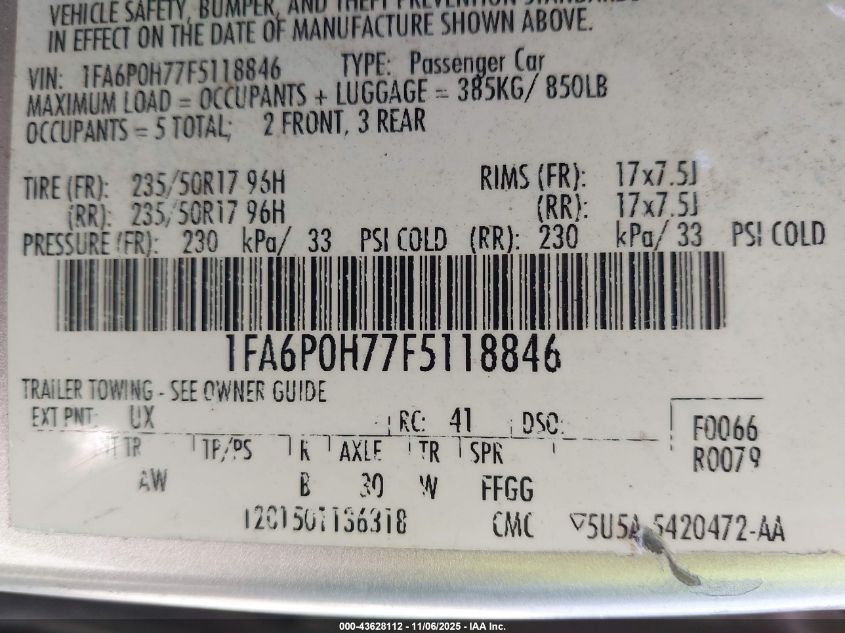 VEHICLE SAFETY, BUMPER, AND THEFT PREVENTION STANDARDS
IN EFFECT ON THE DATE OF MANUFACTURE SHOWN ABOVE.
VIN: 1FA6P0H77F5118846 TYPE: Passenger Car
MAXIMUM LOAD = OCCUPANTS + LUGGAGE = 385KG/ 850LB
OCCUPANTS = 5 TOTAL; 2 FRONT, 3 REAR
TIRE (FR): 235/50R17 96H RIMS (FR): 17x7.5J
(RR): 235/50R17 96H (RR): 17x7.5J
PRESSURE (FR): 230 kPa/ 33 PSI COLD (RR): 230 kPa/ 33 PSI COLD
1FA6P0H77F5118846
TRAILER TOWING - SEE OWNER GUIDE
EXT PNT: UX RC: 41 DSO: F0066
TR TP/PS R AXLE TR SPR R0079
AW B 30 W FFGG
CMC 5U5A 5420472-AA
000-43628112 - 11/06/2025 - IAA Inc.